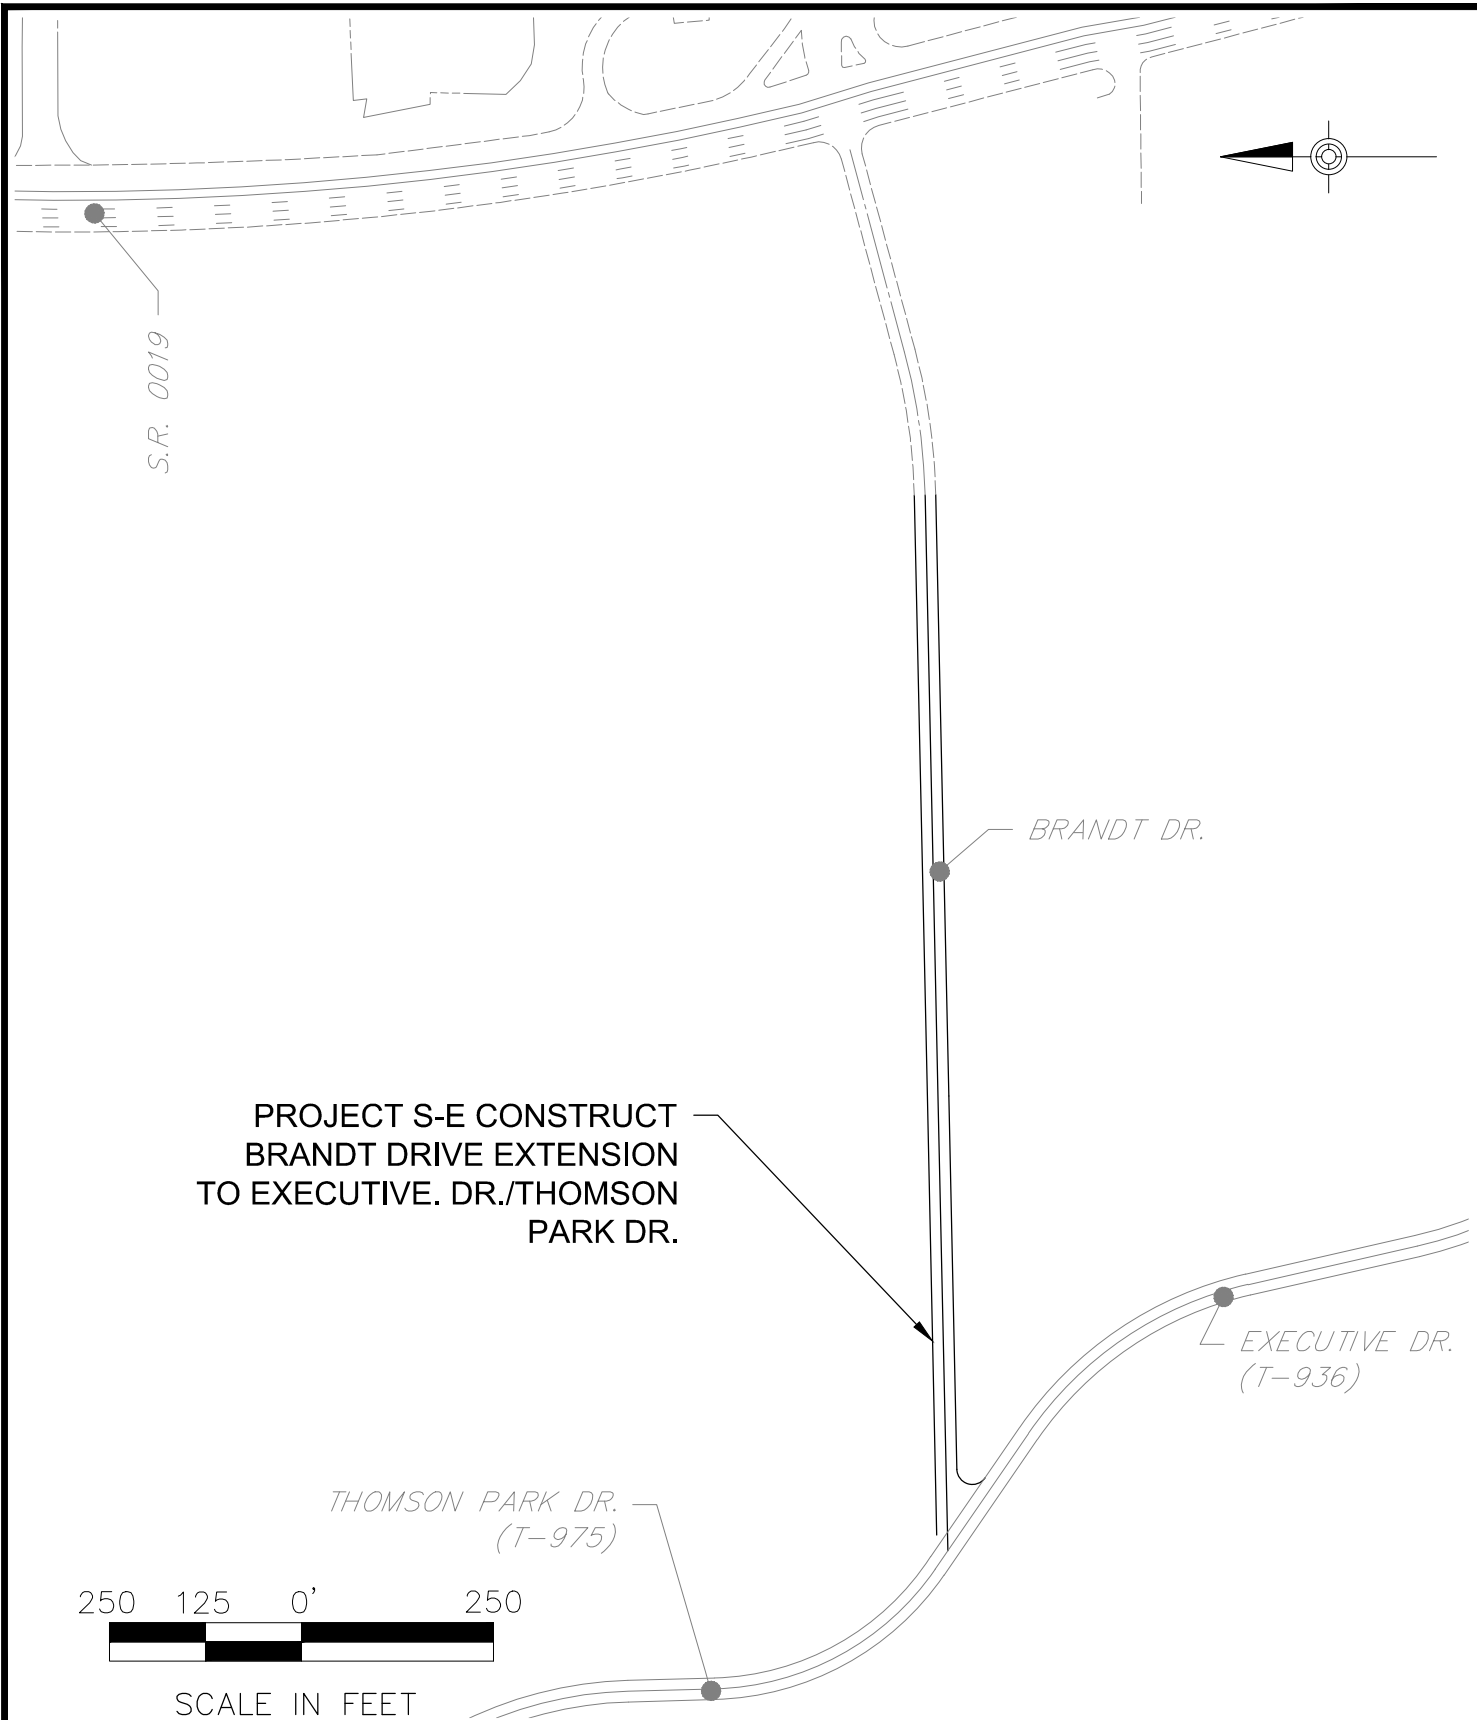 S.R. 0019
BRANDT DR.
PROJECT S-E CONSTRUCT
BRANDT DRIVE EXTENSION
TO EXECUTIVE. DR./THOMSON
PARK DR.
EXECUTIVE DR.
(T-936)
THOMSON PARK DR.
(T-975)
250 125 0' 250
SCALE IN FEET